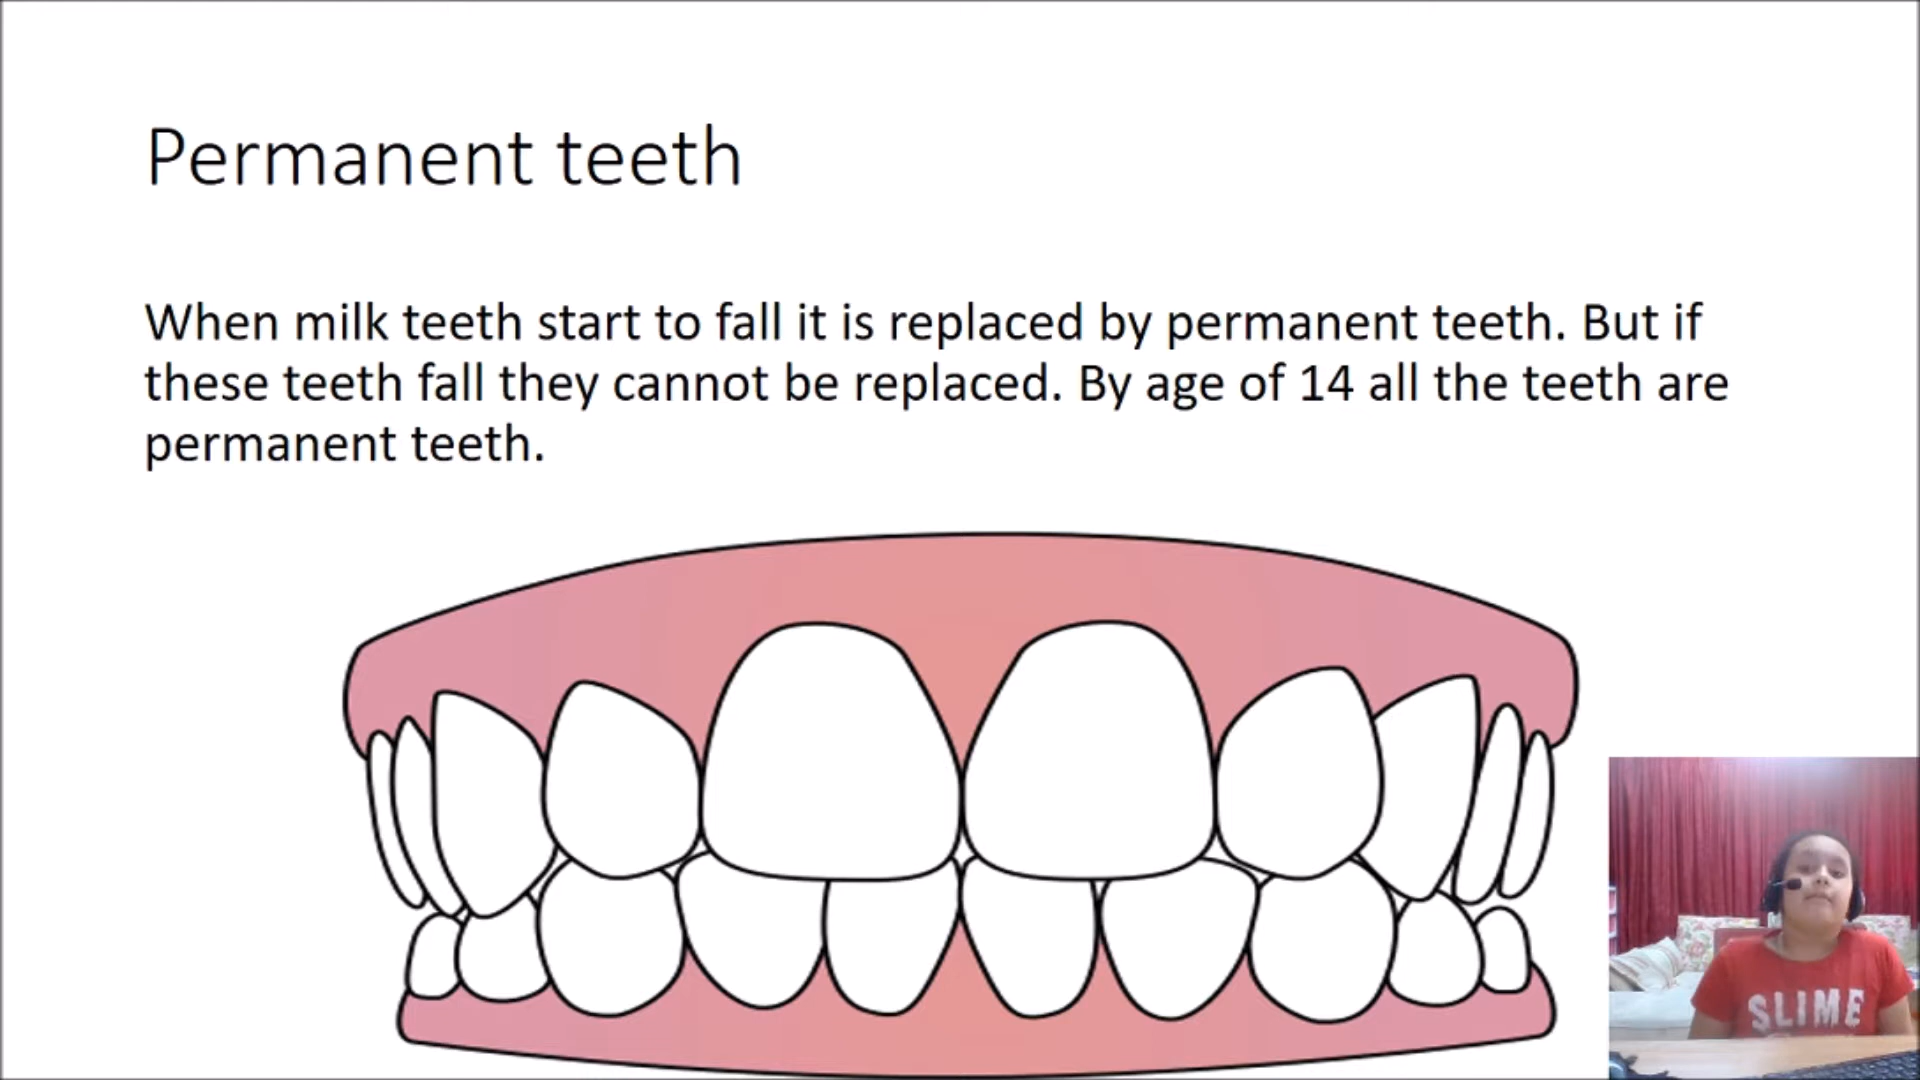 Permanent teeth
When milk teeth start to fall it is replaced by permanent teeth. But if
these teeth fall they cannot be replaced. By age of 14 all the teeth are
permanent teeth.
SLIME